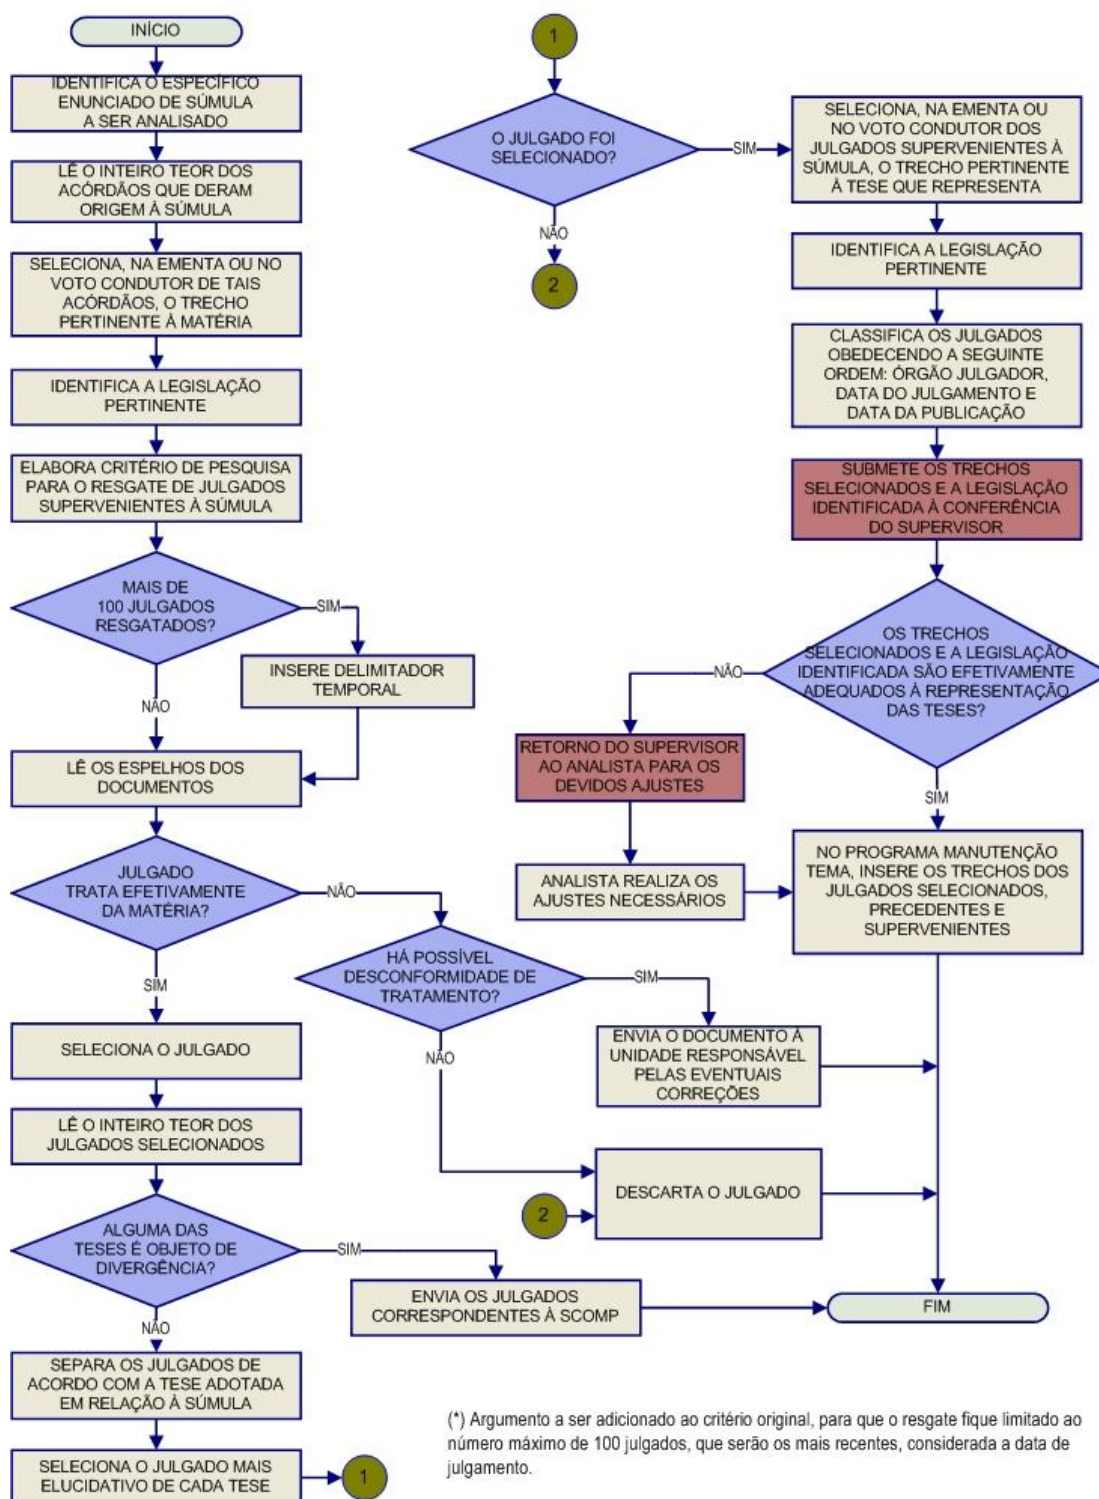 INÍCIO
IDENTIFICA O ESPECÍFICO
ENUNCIADO DE SÚMULA
A SER ANALISADO
LÊ O INTEIRO TEOR DOS
ACÓRDÃOS QUE DERAM
ORIGEM À SÚMULA
SELECIONA, NA EMENTA OU NO
VOTO CONDUTOR DE TAIS
ACÓRDÃOS, O TRECHO
PERTINENTE À MATÉRIA
IDENTIFICA A LEGISLAÇÃO
PERTINENTE
ELABORA CRITÉRIO DE PESQUISA
PARA O RESGATE DE JULGADOS
SUPERVENIENTES À SÚMULA
MAIS DE
100 JULGADOS
RESGATADOS?
SIM
INSERE DELIMITADOR
TEMPORAL
NÃO
LÊ OS ESPELHOS DOS
DOCUMENTOS
JULGADO
TRATA EFETIVAMENTE
DA MATÉRIA?
NÃO
HÁ POSSÍVEL
DESCONFORMIDADE DE
TRATAMENTO?
SIM
ENVIA O DOCUMENTO À
UNIDADE RESPONSÁVEL
PELAS EVENTUAIS
CORREÇÕES
NÃO
DESCARTA O JULGADO
2
SIM
SELECIONA O JULGADO
LÊ O INTEIRO TEOR DOS
JULGADOS SELECIONADOS
ALGUMA DAS
TESES É OBJETO DE
DIVERGÊNCIA?
SIM
ENVIA OS JULGADOS
CORRESPONDENTES À SCOMP
NÃO
SEPARA OS JULGADOS DE
ACORDO COM A TESE ADOTADA
EM RELAÇÃO À SÚMULA
SELECIONA O JULGADO MAIS
ELUCIDATIVO DE CADA TESE
1
1
O JULGADO FOI
SELECIONADO?
NÃO
2
SIM
SELECIONA, NA EMENTA OU
NO VOTO CONDUTOR DOS
JULGADOS SUPERVENIENTES À
SÚMULA, O TRECHO PERTINENTE
À TESE QUE REPRESENTA
IDENTIFICA A LEGISLAÇÃO
PERTINENTE
CLASSIFICA OS JULGADOS
OBEDECENDO A SEGUINTE
ORDEM: ÓRGÃO JULGADOR,
DATA DO JULGAMENTO E
DATA DA PUBLICAÇÃO
SUBMETE OS TRECHOS
SELECIONADOS E A LEGISLAÇÃO
IDENTIFICADA À CONFERÊNCIA
DO SUPERVISOR
OS TRECHOS
SELECIONADOS E A LEGISLAÇÃO
IDENTIFICADA SÃO EFETIVAMENTE
ADEQUADOS À REPRESENTAÇÃO
DAS TESES?
NÃO
RETORNO DO SUPERVISOR
AO ANALISTA PARA OS
DEVIDOS AJUSTES
ANALISTA REALIZA OS
AJUSTES NECESSÁRIOS
SIM
NO PROGRAMA MANUTENÇÃO
TEMA, INSERE OS TRECHOS DOS
JULGADOS SELECIONADOS,
PRECEDENTES E
SUPERVENIENTES
FIM
(*) Argumento a ser adicionado ao critério original, para que o resgate fique limitado ao
número máximo de 100 julgados, que serão os mais recentes, considerada a data de
julgamento.